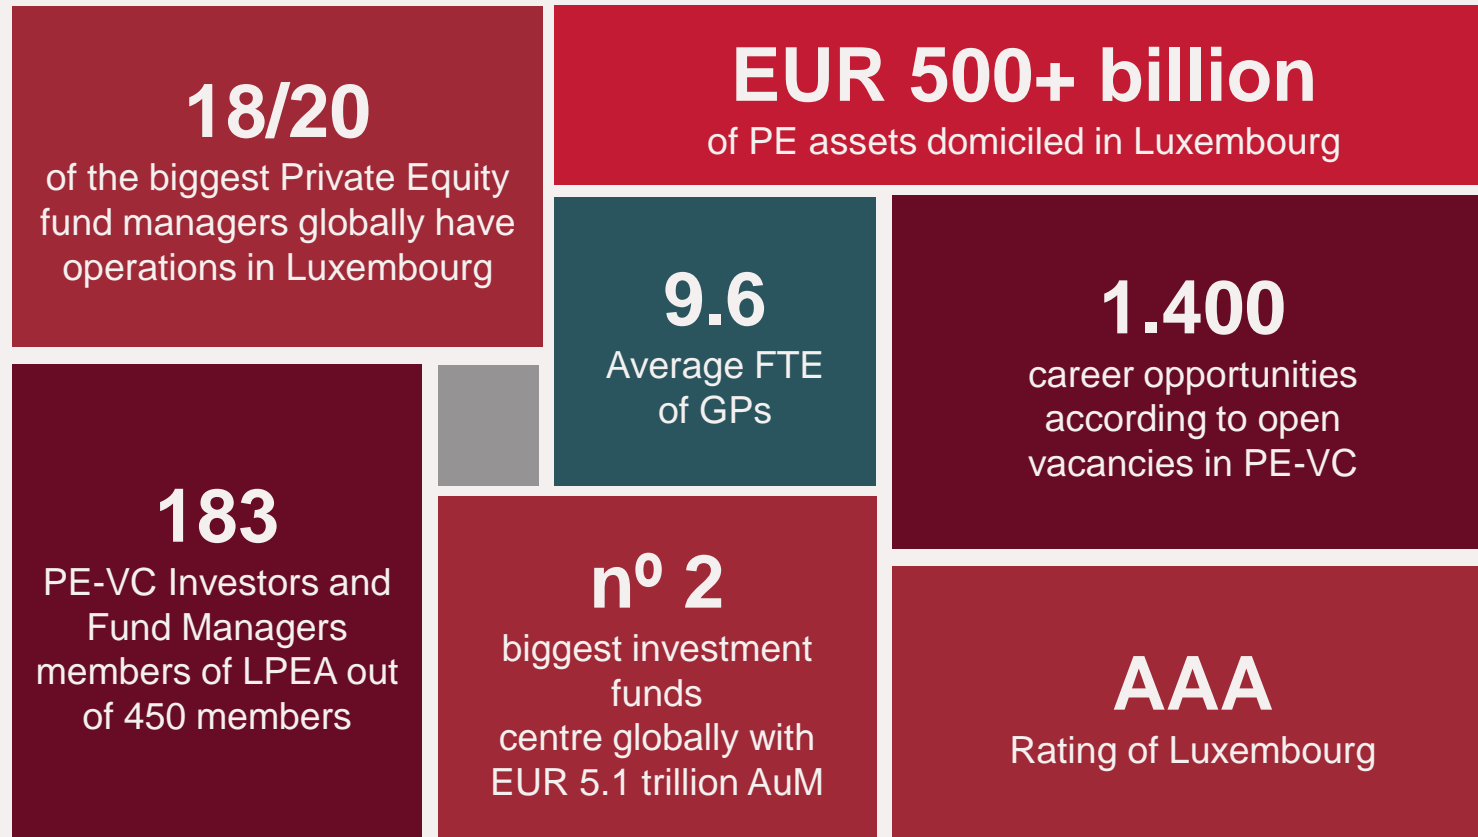 18/20
of the biggest Private Equity
fund managers globally have
operations in Luxembourg
EUR 500+ billion
of PE assets domiciled in Luxembourg
9.6
Average FTE
of GPs
1.400
career opportunities
according to open
vacancies in PE-VC
183
PE-VC Investors and
Fund Managers
members of LPEA out
of 450 members
nº 2
biggest investment
funds
centre globally with
EUR 5.1 trillion AuM
AAA
Rating of Luxembourg